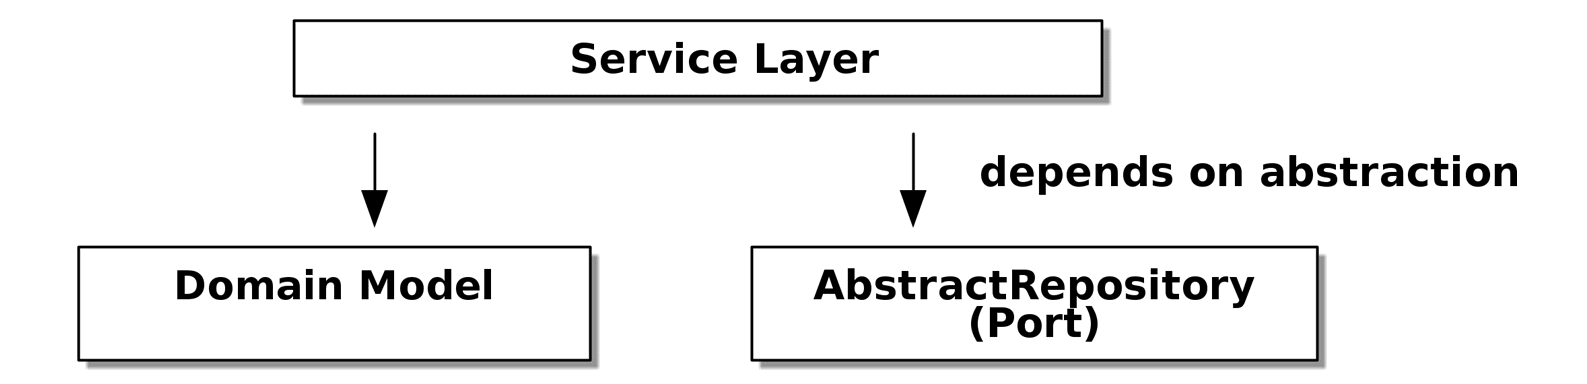 Service Layer
depends on abstraction
Domain Model
AbstractRepository
(Port)